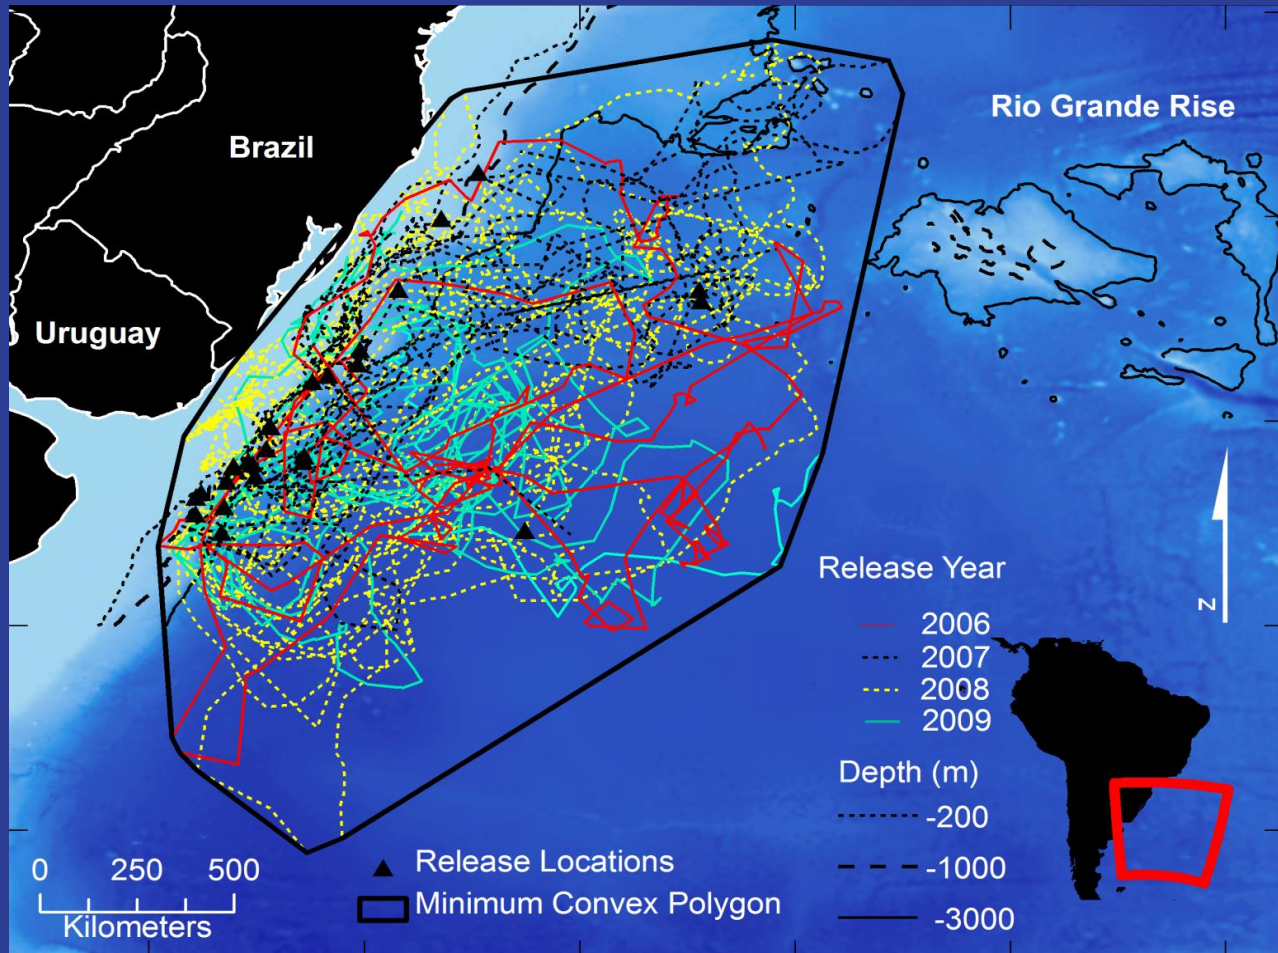 Rio Grande Rise
Brazil
Uruguay
Release Year
2006
2007
2008
2009
Depth (m)
-200
-1000
-3000
N
0 250 500
Kilometers
Release Locations
Minimum Convex Polygon